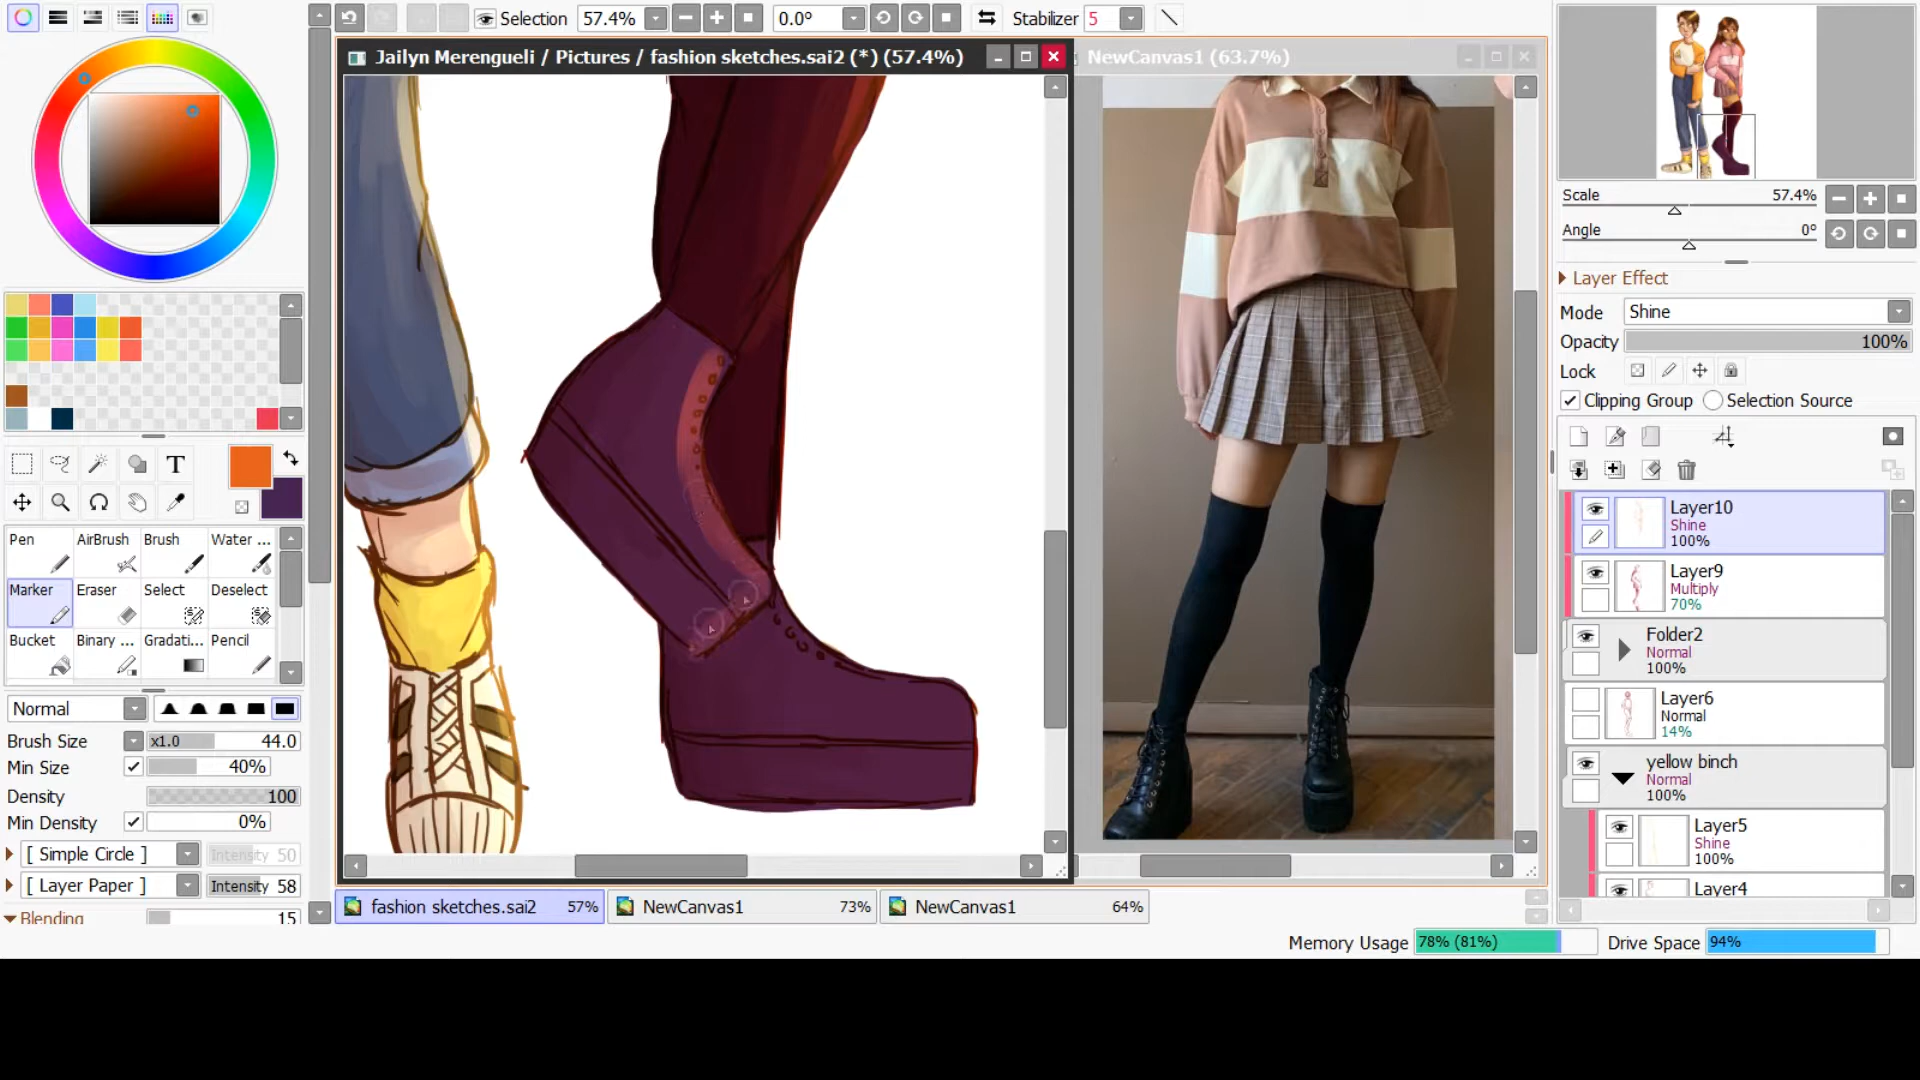 Selection 57.4% 0.0° Stabilizer 5
Jailyn Merengueli / Pictures / fashion sketches.sai2 (*) (57.4%)
NewCanvas1 (63.7%)
Scale 57.4%
Angle 0°
Layer Effect
Mode Shine
Opacity 100%
Lock
Clipping Group Selection Source
Layer10
Shine
100%
Layer9
Multiply
70%
Folder2
Normal
100%
Layer6
Normal
14%
yellow binch
Normal
100%
Layer5
Shine
100%
Layer4
T
Pen AirBrush Brush Water ...
Marker Eraser Select Deselect
Bucket Binary ... Gradati... Pencil
Normal
Brush Size x1.0 44.0
Min Size 40%
Density 100
Min Density 0%
[ Simple Circle ] Intensity 50
[ Layer Paper ] Intensity 58
Blending 15
fashion sketches.sai2 57% NewCanvas1 73% NewCanvas1 64%
Memory Usage 78% (81%) Drive Space 94%